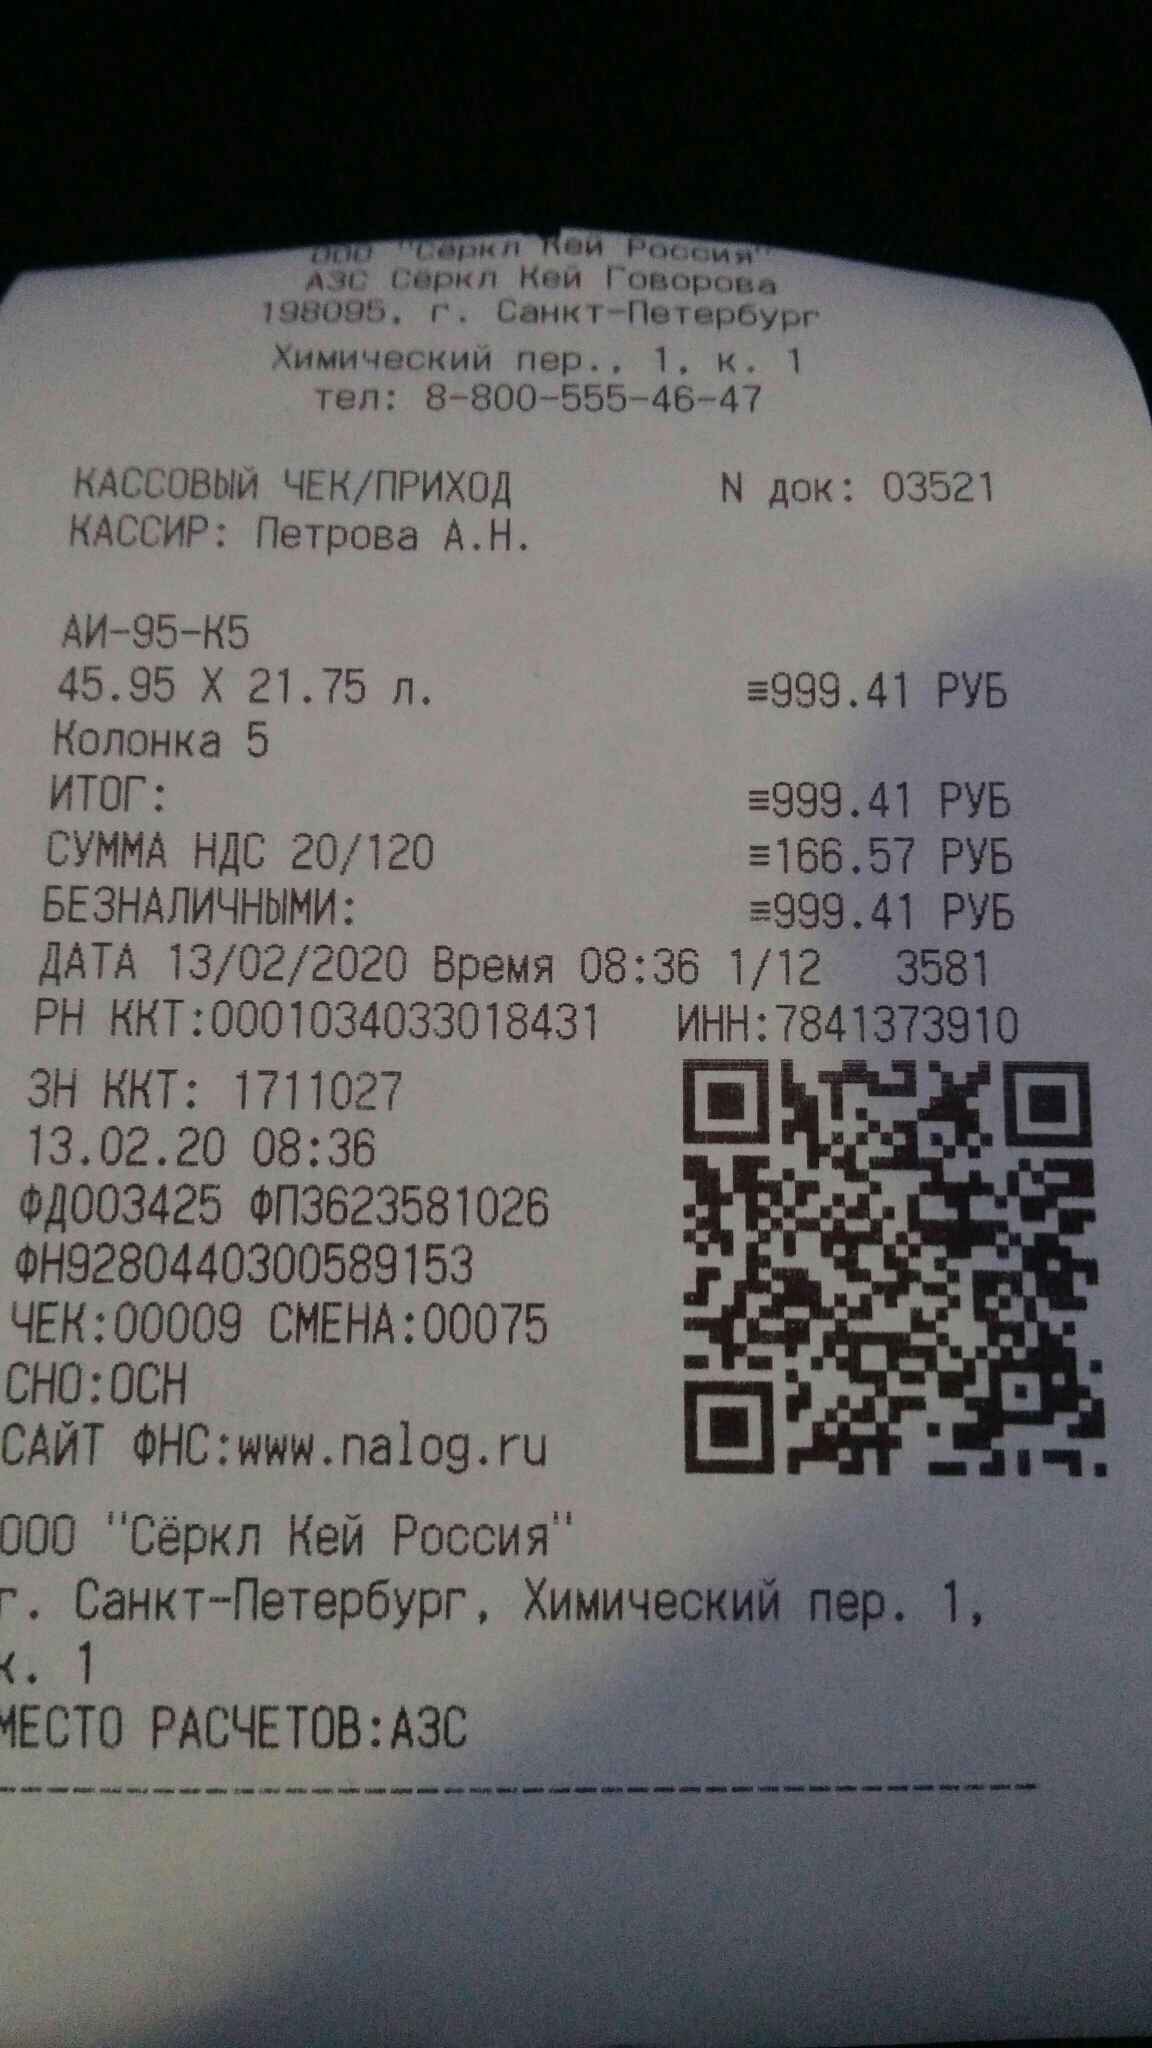 ООО "Сёркл Кей Россия"
АЗС Сёркл Кей Говорова
198095, г. Санкт-Петербург
Химический пер., 1, к. 1
тел: 8-800-555-46-47
КАССОВЫЙ ЧЕК/ПРИХОД N док: 03521
КАССИР: Петрова А.Н.
АИ-95-К5
45.95 X 21.75 л. ≡999.41 РУБ
Колонка 5
ИТОГ: ≡999.41 РУБ
СУММА НДС 20/120 ≡166.57 РУБ
БЕЗНАЛИЧНЫМИ: ≡999.41 РУБ
ДАТА 13/02/2020 Время 08:36 1/12 3581
РН ККТ:0001034033018431 ИНН:7841373910
ЗН ККТ: 1711027
13.02.20 08:36
ФД003425 ФП3623581026
ФН9280440300589153
ЧЕК:00009 СМЕНА:00075
СНО:ОСН
САЙТ ФНС:www.nalog.ru
ООО "Сёркл Кей Россия"
г. Санкт-Петербург, Химический пер. 1,
к. 1
МЕСТО РАСЧЕТОВ:АЗС